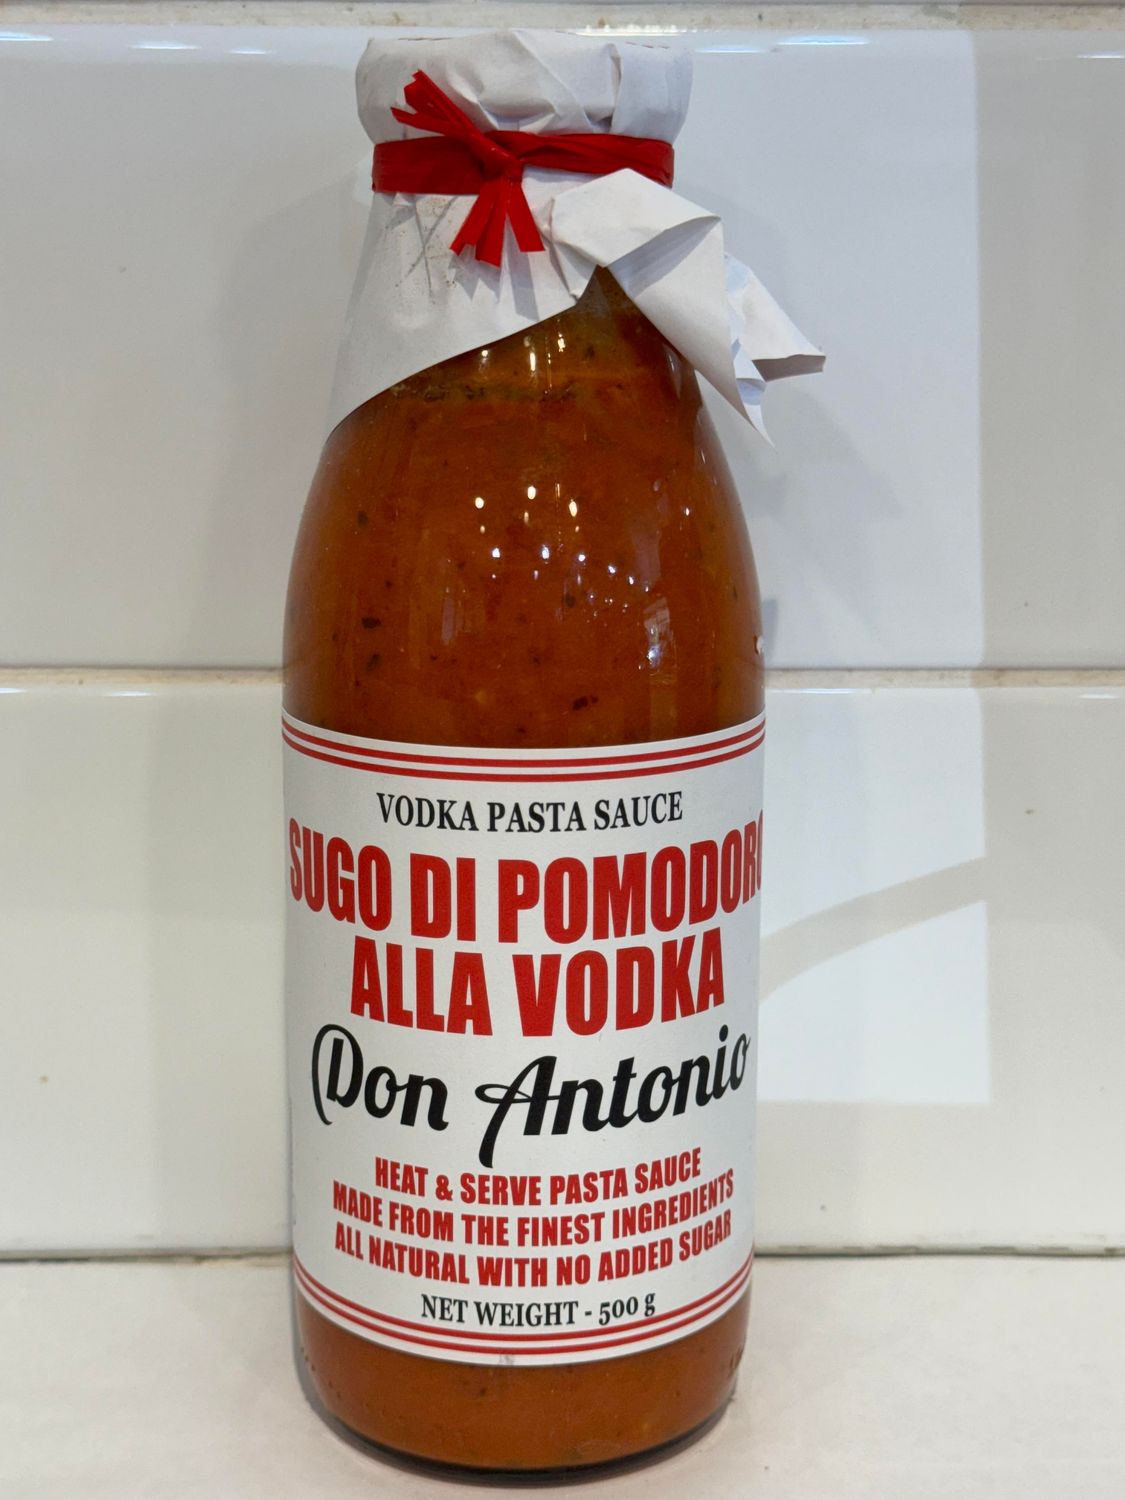 VODKA PASTA SAUCE
SUGO DI POMODORO
ALLA VODKA
Don Antonio
HEAT & SERVE PASTA SAUCE
MADE FROM THE FINEST INGREDIENTS
ALL NATURAL WITH NO ADDED SUGAR
NET WEIGHT - 500 g